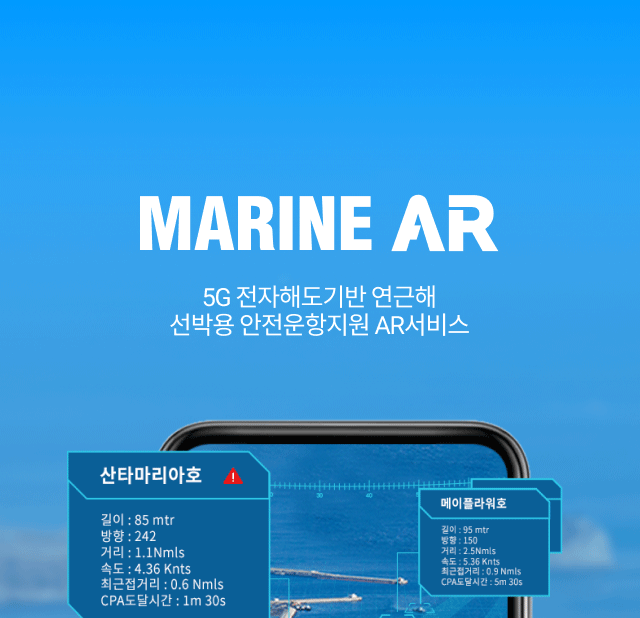 MARINE AR
5G 전자해도기반 연근해
선박용 안전운항지원 AR서비스
산타마리아호
길이 : 85 mtr
방향 : 242
거리 : 1.1Nmls
속도 : 4.36 Knts
최근접거리 : 0.6 Nmls
CPA도달시간 : 1m 30s
30 40
메이플라워호
길이 : 95 mtr
방향 : 150
거리 : 2.5Nmls
속도 : 5.36 Knts
최근접거리 : 0.9 Nmls
CPA도달시간 : 5m 30s